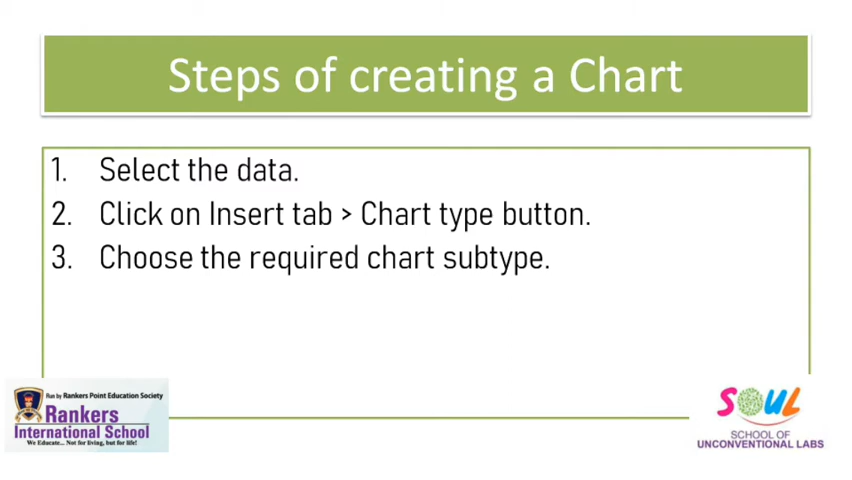 Steps of creating a Chart
1. Select the data.
2. Click on Insert tab > Chart type button.
3. Choose the required chart subtype.
Run by Rankers Point Education Society
Rankers
International School
We Educate... Not for living, but for life!
SOUL
SCHOOL OF
UNCONVENTIONAL LABS